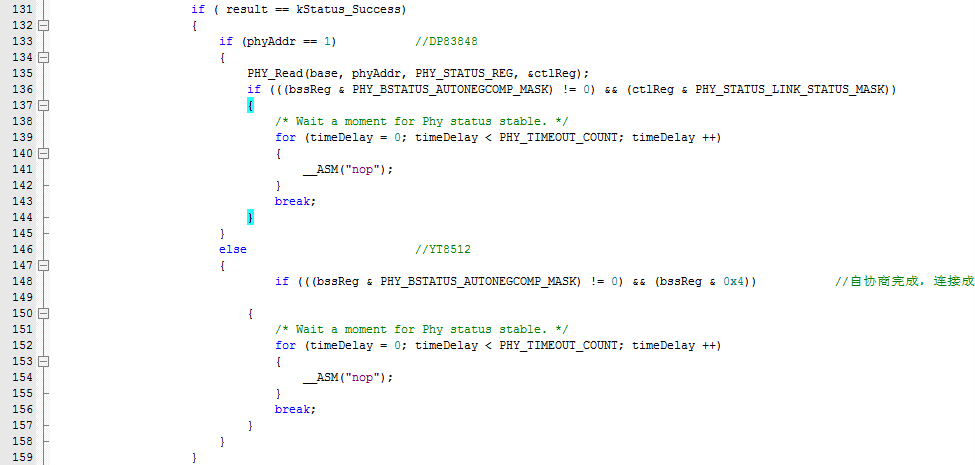 131 if ( result == kStatus_Success)
132 {
133 if (phyAddr == 1) //DP83848
134 {
135 PHY_Read(base, phyAddr, PHY_STATUS_REG, &ctlReg);
136 if (((bssReg & PHY_BSTATUS_AUTONEGCOMP_MASK) != 0) && (ctlReg & PHY_STATUS_LINK_STATUS_MASK))
137 {
138 /* Wait a moment for Phy status stable. */
139 for (timeDelay = 0; timeDelay < PHY_TIMEOUT_COUNT; timeDelay ++)
140 {
141 __ASM("nop");
142 }
143 break;
144 }
145 }
146 else //YT8512
147 {
148 if (((bssReg & PHY_BSTATUS_AUTONEGCOMP_MASK) != 0) && (bssReg & 0x4)) //自协商完成，连接成
149
150 {
151 /* Wait a moment for Phy status stable. */
152 for (timeDelay = 0; timeDelay < PHY_TIMEOUT_COUNT; timeDelay ++)
153 {
154 __ASM("nop");
155 }
156 break;
157 }
158 }
159 }